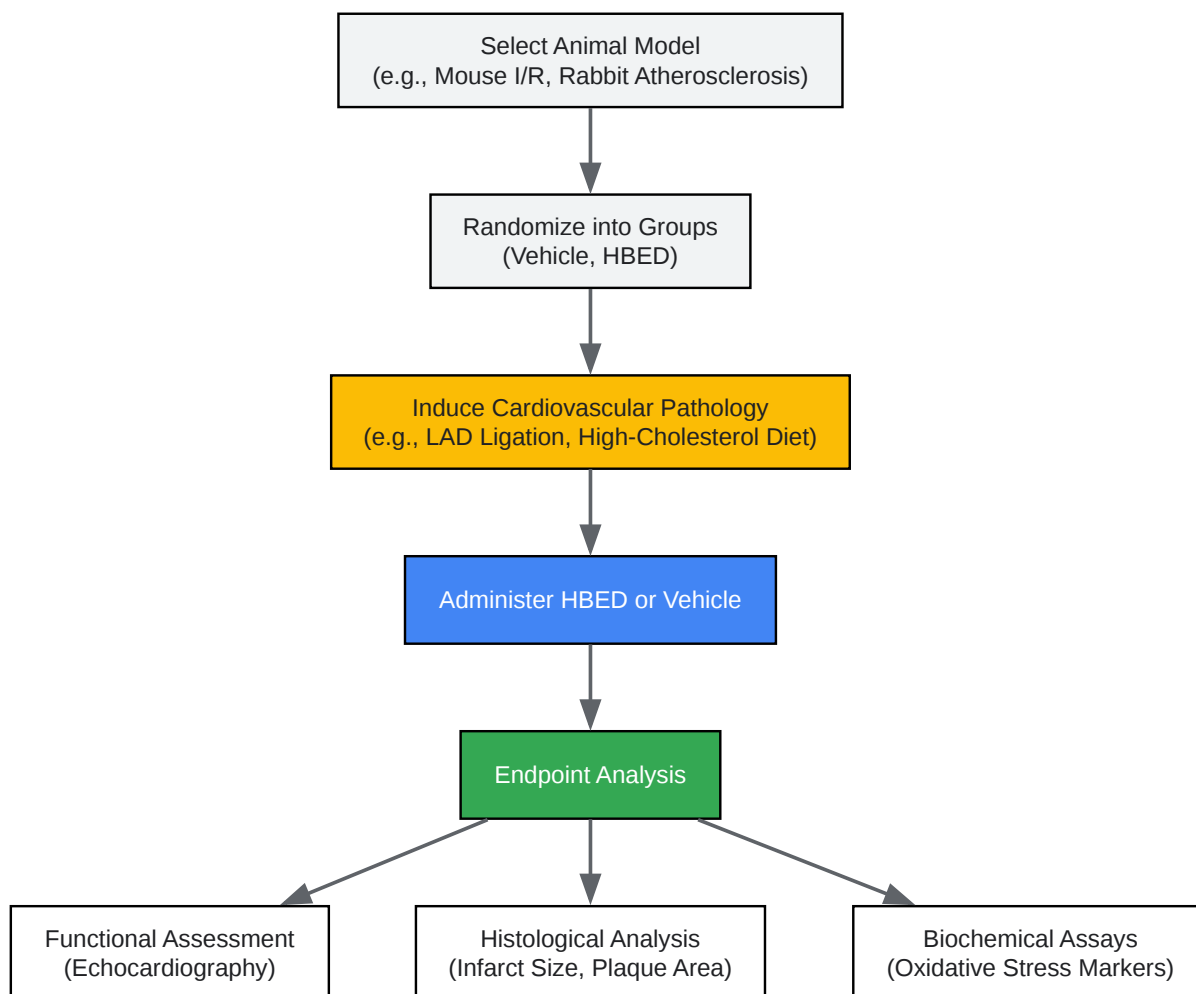 Select Animal Model
(e.g., Mouse I/R, Rabbit Atherosclerosis)
Randomize into Groups
(Vehicle, HBED)
Induce Cardiovascular Pathology
(e.g., LAD Ligation, High-Cholesterol Diet)
Administer HBED or Vehicle
Endpoint Analysis
Functional Assessment
(Echocardiography)
Histological Analysis
(Infarct Size, Plaque Area)
Biochemical Assays
(Oxidative Stress Markers)